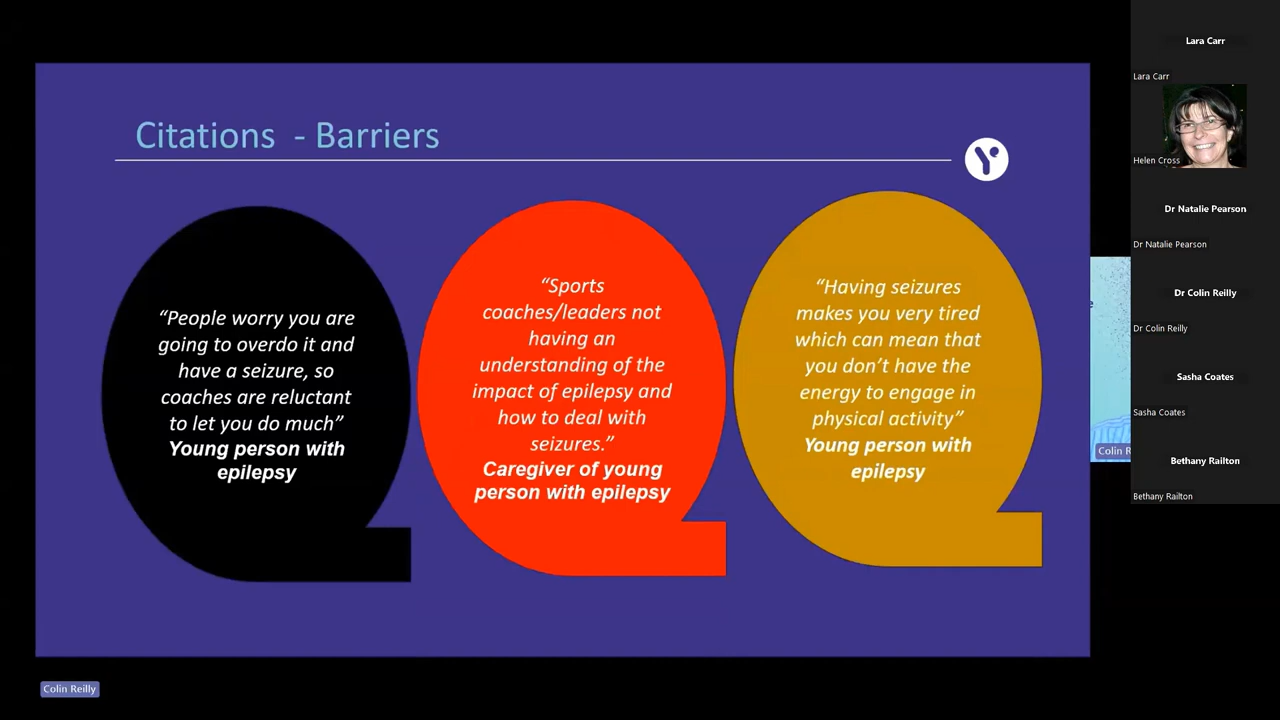 Citations - Barriers
“People worry you are
going to overdo it and
have a seizure, so
coaches are reluctant
to let you do much”
Young person with
epilepsy
“Sports
coaches/leaders not
having an
understanding of the
impact of epilepsy and
how to deal with
seizures.”
Caregiver of young
person with epilepsy
“Having seizures
makes you very tired
which can mean that
you don’t have the
energy to engage in
physical activity”
Young person with
epilepsy
Colin Reilly
Colin R
Lara Carr
Lara Carr
Helen Cross
Dr Natalie Pearson
Dr Natalie Pearson
Dr Colin Reilly
Dr Colin Reilly
Sasha Coates
Sasha Coates
Bethany Railton
Bethany Railton